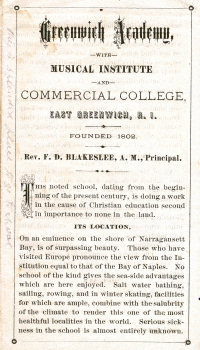 Greenwich Academy,
—WITH—
MUSICAL INSTITUTE
—AND—
COMMERCIAL COLLEGE,
EAST GREENWICH, R. I.
FOUNDED 1802.
Rev. F. D. BLAKESLEE, A. M., Principal.
THIS noted school, dating from the begin-
ning of the present century, is doing a work
in the cause of Christian education second
in importance to none in the land.
ITS LOCATION.
On an eminence on the shore of Narragansett
Bay, is of surpassing beauty. Those who have
visited Europe pronounce the view from the In-
stitution equal to that of the Bay of Naples. No
school of the kind gives the sea-side advantages
which are here enjoyed. Salt water bathing,
sailing, rowing, and in winter skating, facilities
for which are ample, combine with the salubrity
of the climate to render this one of the most
healthful localities in the world. Serious sick-
ness in the school is almost entirely unknown.